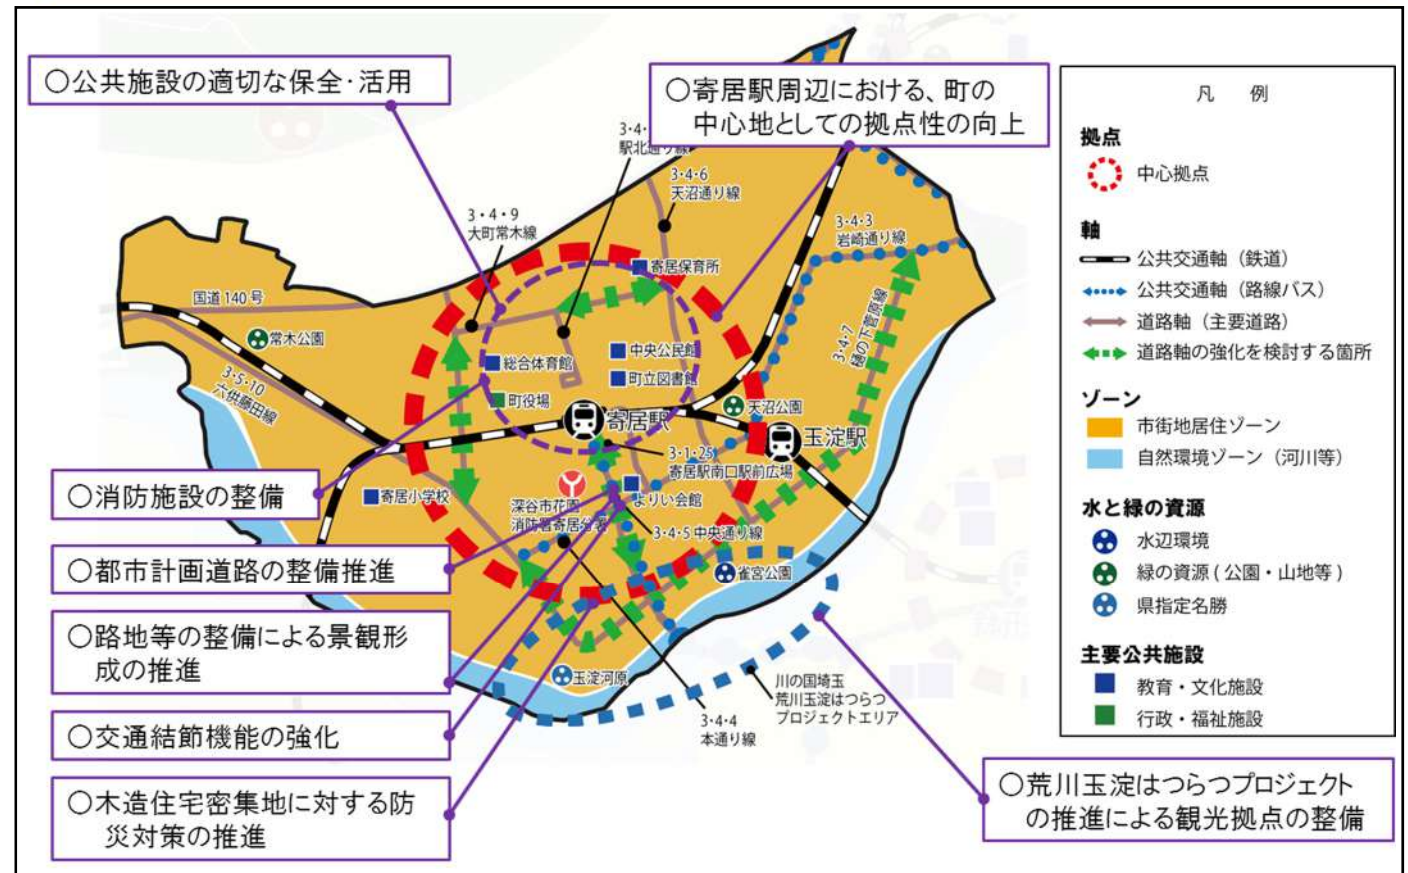 ○公共施設の適切な保全・活用
○寄居駅周辺における、町の
中心地としての拠点性の向上
3・4・
駅北通り線
3・4・6
天沼通り線
3・4・9
大町常木線
3・4・3
岩崎通り線
寄居保育所
国道140号
常木公園
3・4・7
樋の下菅原線
中央公民館
総合体育館
町立図書館
町役場
天沼公園
3・5・10
六供藤田線
寄居駅
玉淀駅
3・1・25
寄居駅南口駅前広場
○消防施設の整備
寄居小学校
深谷市花園
消防署寄居分署
よりい会館
3・4・5 中央通り線
○都市計画道路の整備推進
雀宮公園
○路地等の整備による景観形
成の推進
玉淀河原
川の国埼玉
荒川玉淀はつらつ
プロジェクトエリア
3・4・4
本通り線
○交通結節機能の強化
○木造住宅密集地に対する防
災対策の推進
○荒川玉淀はつらつプロジェクト
の推進による観光拠点の整備
凡 例
拠点
中心拠点
軸
公共交通軸（鉄道）
公共交通軸（路線バス）
道路軸（主要道路）
道路軸の強化を検討する箇所
ゾーン
市街地居住ゾーン
自然環境ゾーン（河川等）
水と緑の資源
水辺環境
緑の資源(公園・山地等)
県指定名勝
主要公共施設
教育・文化施設
行政・福祉施設